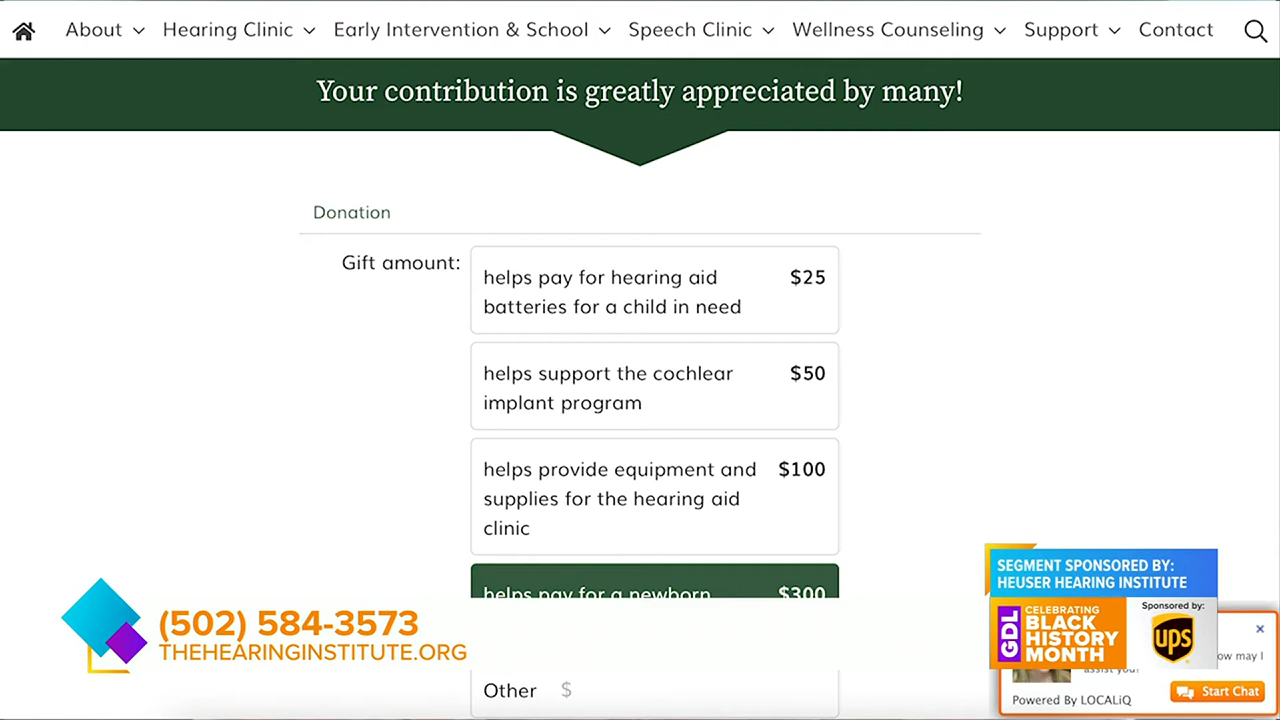 About Hearing Clinic Early Intervention & School Speech Clinic Wellness Counseling Support Contact
Your contribution is greatly appreciated by many!
Donation
Gift amount:
helps pay for hearing aid $25
batteries for a child in need
helps support the cochlear $50
implant program
helps provide equipment and $100
supplies for the hearing aid
clinic
helps pay for a newborn $300
Other $
(502) 584-3573
THEHEARINGINSTITUTE.ORG
SEGMENT SPONSORED BY:
HEUSER HEARING INSTITUTE
GDL
CELEBRATING
BLACK
HISTORY
MONTH
Sponsored by:
ups
how may I
assist you?
Powered By LOCALiQ
Start Chat